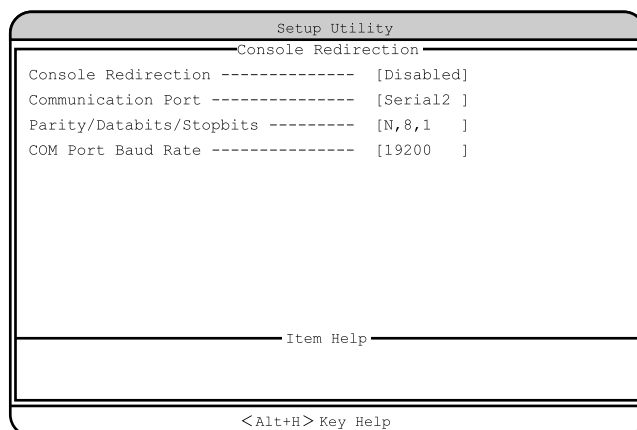 Setup Utility
Console Redirection
Console Redirection -------------- [Disabled]
Communication Port --------------- [Serial2 ]
Parity/Databits/Stopbits --------- [N,8,1   ]
COM Port Baud Rate --------------- [19200   ]
Item Help
<Alt+H> Key Help